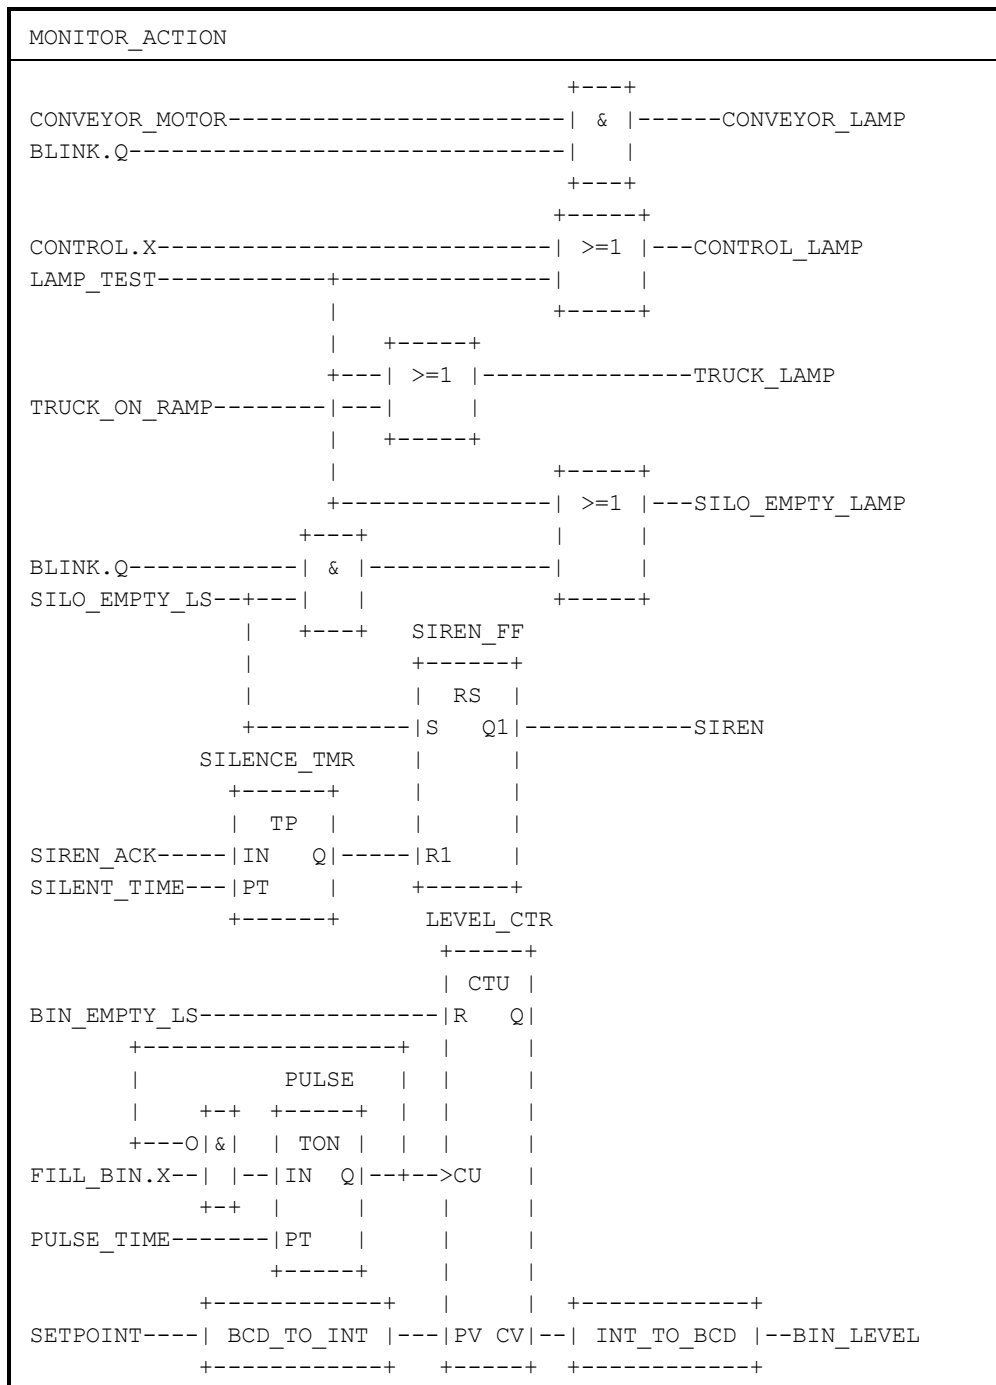 MONITOR_ACTION
                                      +---+
CONVEYOR_MOTOR------------------------| & |------CONVEYOR_LAMP
BLINK.Q-------------------------------|   |
                                      +---+
                                     +-----+
CONTROL.X----------------------------| >=1 |---CONTROL_LAMP
LAMP_TEST------------+---------------|     |
                     |               +-----+
                     |   +-----+
                     +---| >=1 |---------------TRUCK_LAMP
TRUCK_ON_RAMP--------|---|     |
                     |   +-----+
                     |               +-----+
                     +---------------| >=1 |---SILO_EMPTY_LAMP
                   +---+             |     |
BLINK.Q------------| & |-------------|     |
SILO_EMPTY_LS--+---|   |             +-----+
               |   +---+   SIREN_FF
               |           +------+
               |           |  RS  |
               +-----------|S   Q1|------------SIREN
            SILENCE_TMR    |      |
              +------+     |      |
              |  TP  |     |      |
SIREN_ACK-----|IN   Q|-----|R1    |
SILENT_TIME---|PT    |     +------+
              +------+      LEVEL_CTR
                             +-----+
                             | CTU |
BIN_EMPTY_LS-----------------|R   Q|
       +------------------+  |     |
       |          PULSE   |  |     |
       |    +-+  +-----+  |  |     |
       +---O|&|  | TON |  |  |     |
FILL_BIN.X--| |--|IN  Q|--+-->CU   |
            +-+  |     |     |     |
PULSE_TIME-------|PT   |     |     |
                 +-----+     |     |
            +------------+   |     |  +------------+
SETPOINT----| BCD_TO_INT |---|PV CV|--| INT_TO_BCD |--BIN_LEVEL
            +------------+   +-----+  +------------+